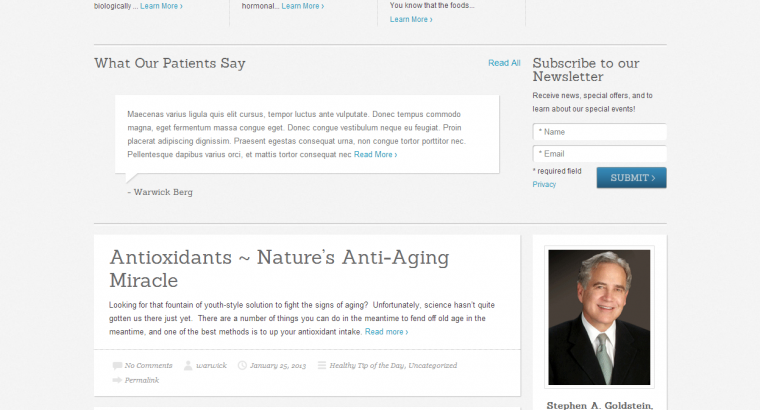 biologically... Learn More ›
hormonal... Learn More ›
You know that the foods...
Learn More ›
What Our Patients Say
Read All
Maecenas varius ligula quis elit cursus, tempor luctus ante vulputate. Donec tempus commodo
magna, eget fermentum massa congue eget. Donec congue vestibulum neque eu feugiat. Proin
placerat adipiscing dignissim. Praesent egestas consequat urna, non congue tortor porttitor nec.
Pellentesque dapibus varius orci, et mattis tortor consequat nec Read More ›
- Warwick Berg
Subscribe to our
Newsletter
Receive news, special offers, and to
learn about our special events!
* Name
* Email
* required field
Privacy
SUBMIT ›
Antioxidants ~ Nature's Anti-Aging
Miracle
Looking for that fountain of youth-style solution to fight the signs of aging?  Unfortunately, science hasn't quite
gotten us there just yet.  There are a number of things you can do in the meantime to fend off old age in the
meantime, and one of the best methods is to up your antioxidant intake. Read more ›
No Comments warwick January 25, 2013 Healthy Tip of the Day, Uncategorized
Permalink
Stephen A. Goldstein,